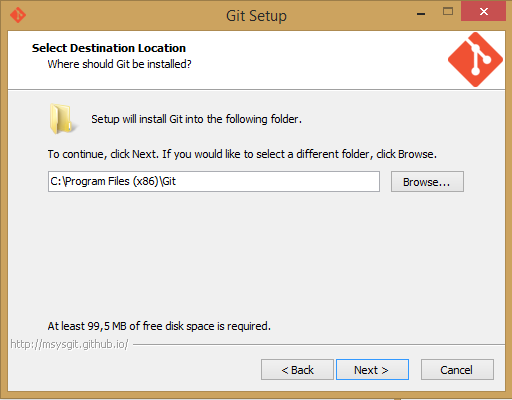 Git Setup
Select Destination Location
Where should Git be installed?
Setup will install Git into the following folder.
To continue, click Next. If you would like to select a different folder, click Browse.
C:\Program Files (x86)\Git
Browse...
At least 99,5 MB of free disk space is required.
http://msysgit.github.io/
< Back
Next >
Cancel